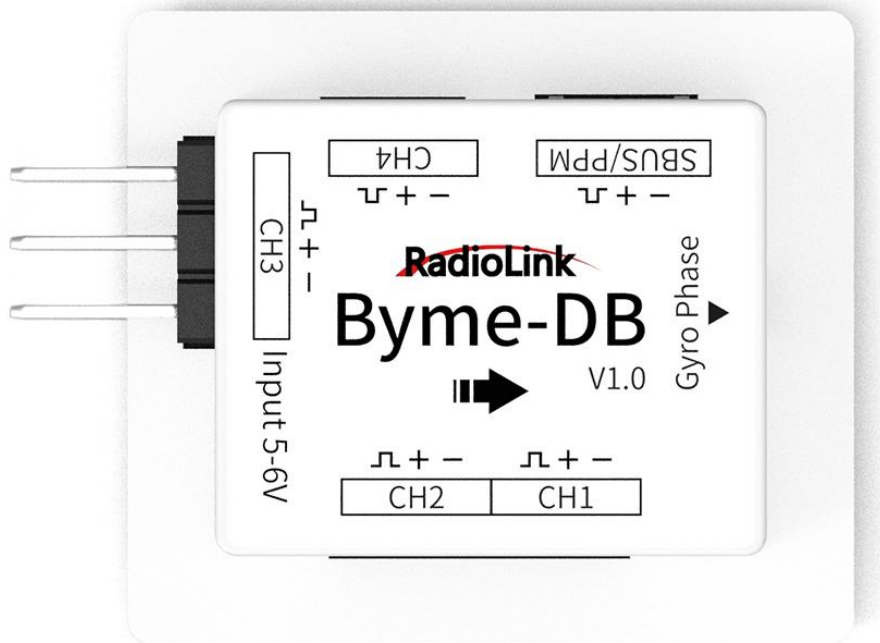 CH4
SBUS/PPM
CH3
Input 5-6V
RadioLink
Byme-DB
V1.0
Gyro Phase
CH2
CH1